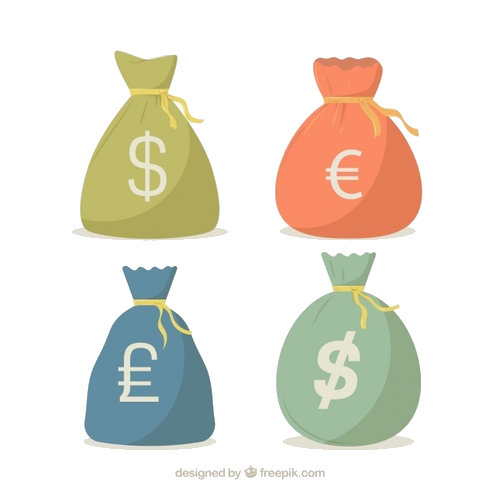 $ €
£ $
designed by freepik.com